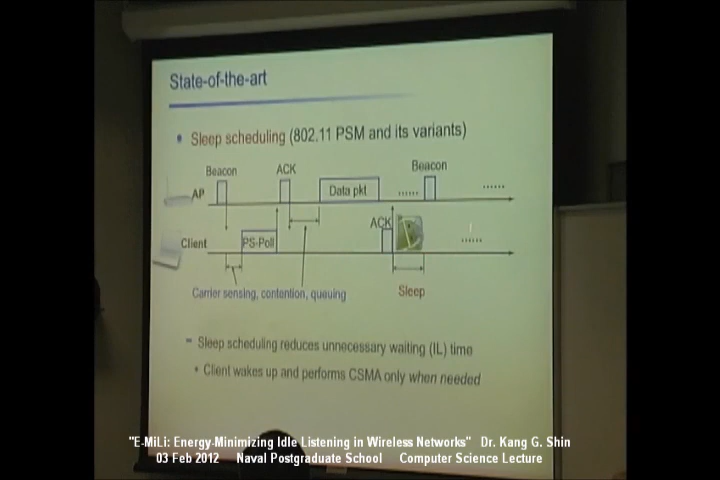 State-of-the-art
• Sleep scheduling (802.11 PSM and its variants)
Beacon ACK Beacon
AP Data pkt ...... ......
ACK
Client PS-Poll ......
Carrier sensing, contention, queuing Sleep
– Sleep scheduling reduces unnecessary waiting (IL) time
• Client wakes up and performs CSMA only when needed
"E-MiLi: Energy-Minimizing Idle Listening in Wireless Networks" Dr. Kang G. Shin
03 Feb 2012 Naval Postgraduate School Computer Science Lecture